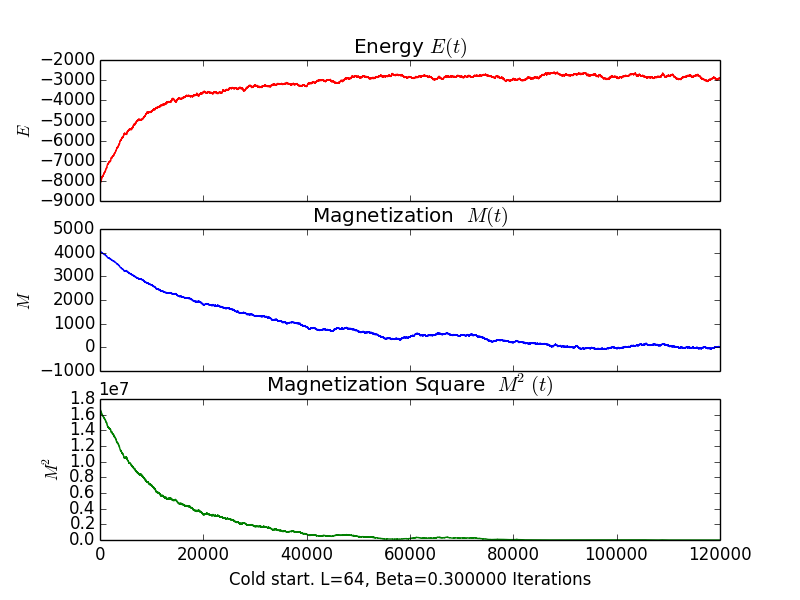 Energy E(t)
−2000
−3000
−4000
−5000
−6000
−7000
−8000
−9000
E
Magnetization M(t)
5000
4000
3000
2000
1000
0
−1000
M
Magnetization Square M² (t)
1e7
1.8
1.6
1.4
1.2
1.0
0.8
0.6
0.4
0.2
0.0
M²
0 20000 40000 60000 80000 100000 120000
Cold start. L=64, Beta=0.300000 Iterations